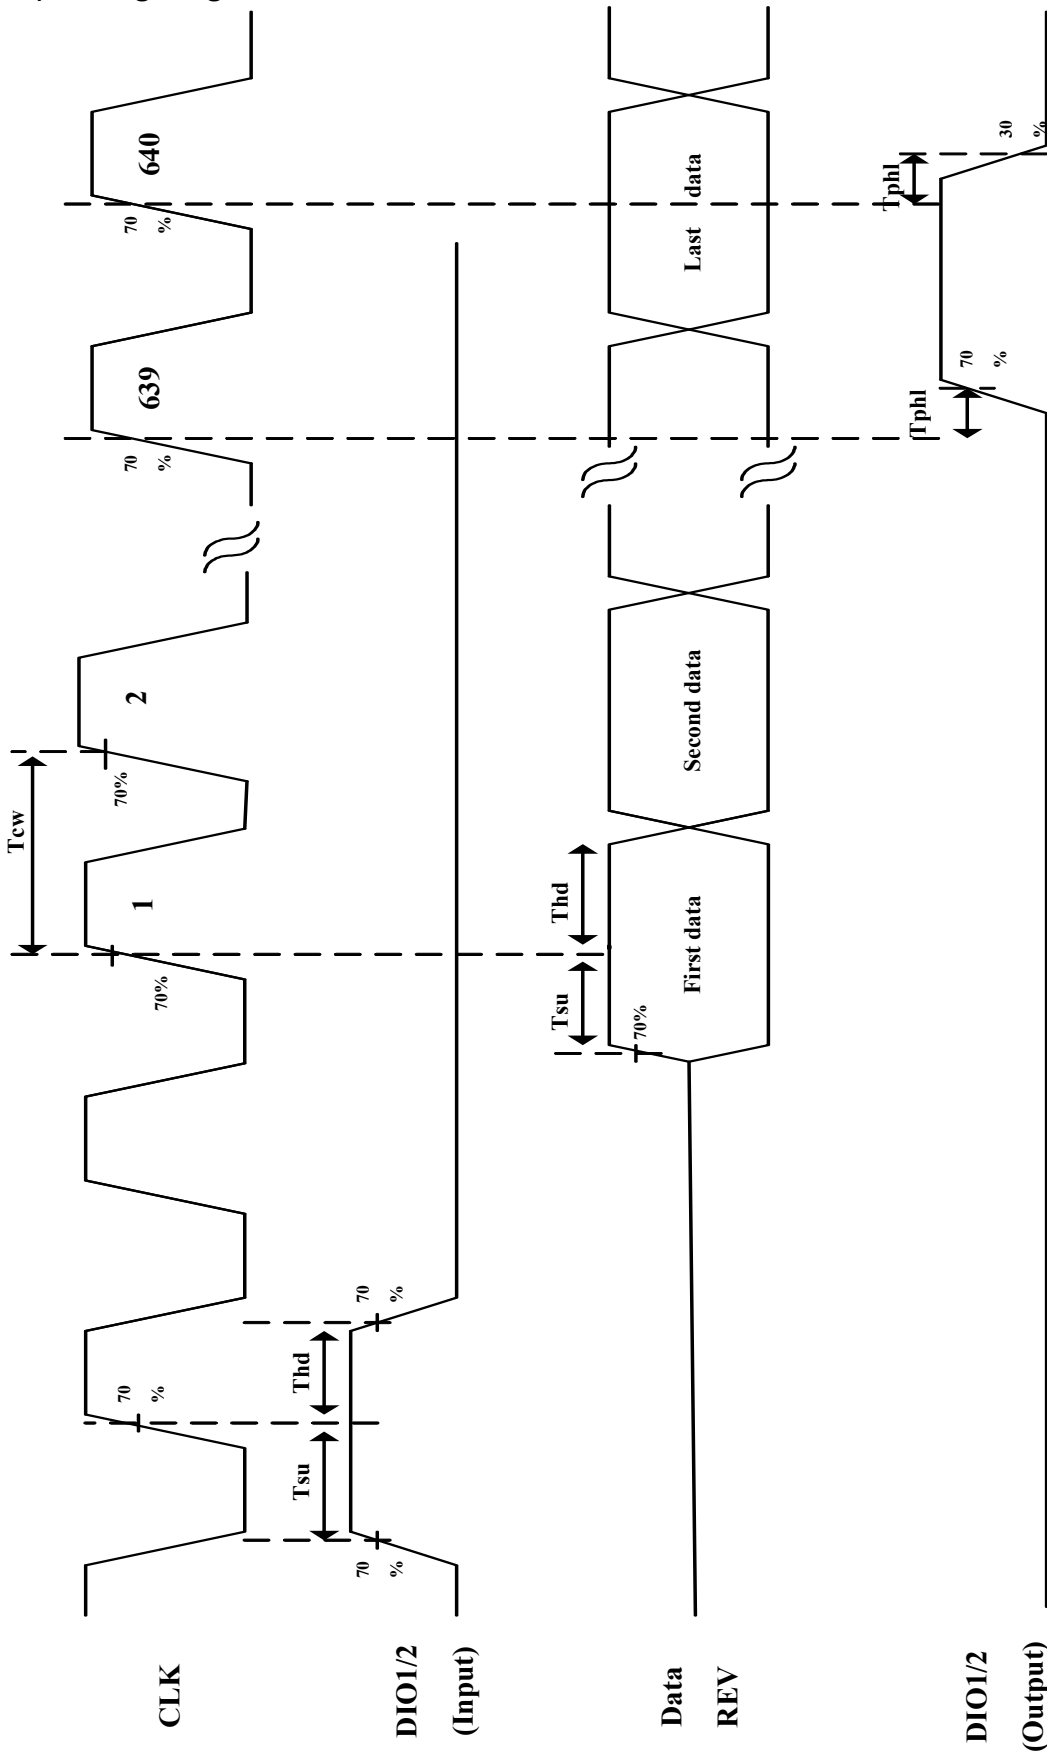 Tcw
CLK
70
%
70%
1
70%
2
70
%
639
70
%
640
Tsu
Thd
DIO1/2
(Input)
70
%
70
%
Tsu
Thd
70%
Data
REV
First data
Second data
Last data
Tphl
70
%
Tphl
30
%
DIO1/2
(Output)